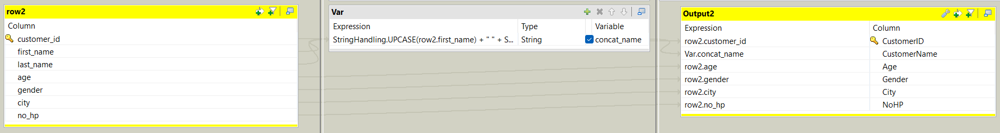 row2
Column
customer_id
first_name
last_name
age
gender
city
no_hp
Var
Expression Type Variable
StringHandling.UPCASE(row2.first_name) + " " + S... String concat_name
Output2
Expression Column
row2.customer_id CustomerID
Var.concat_name CustomerName
row2.age Age
row2.gender Gender
row2.city City
row2.no_hp NoHP